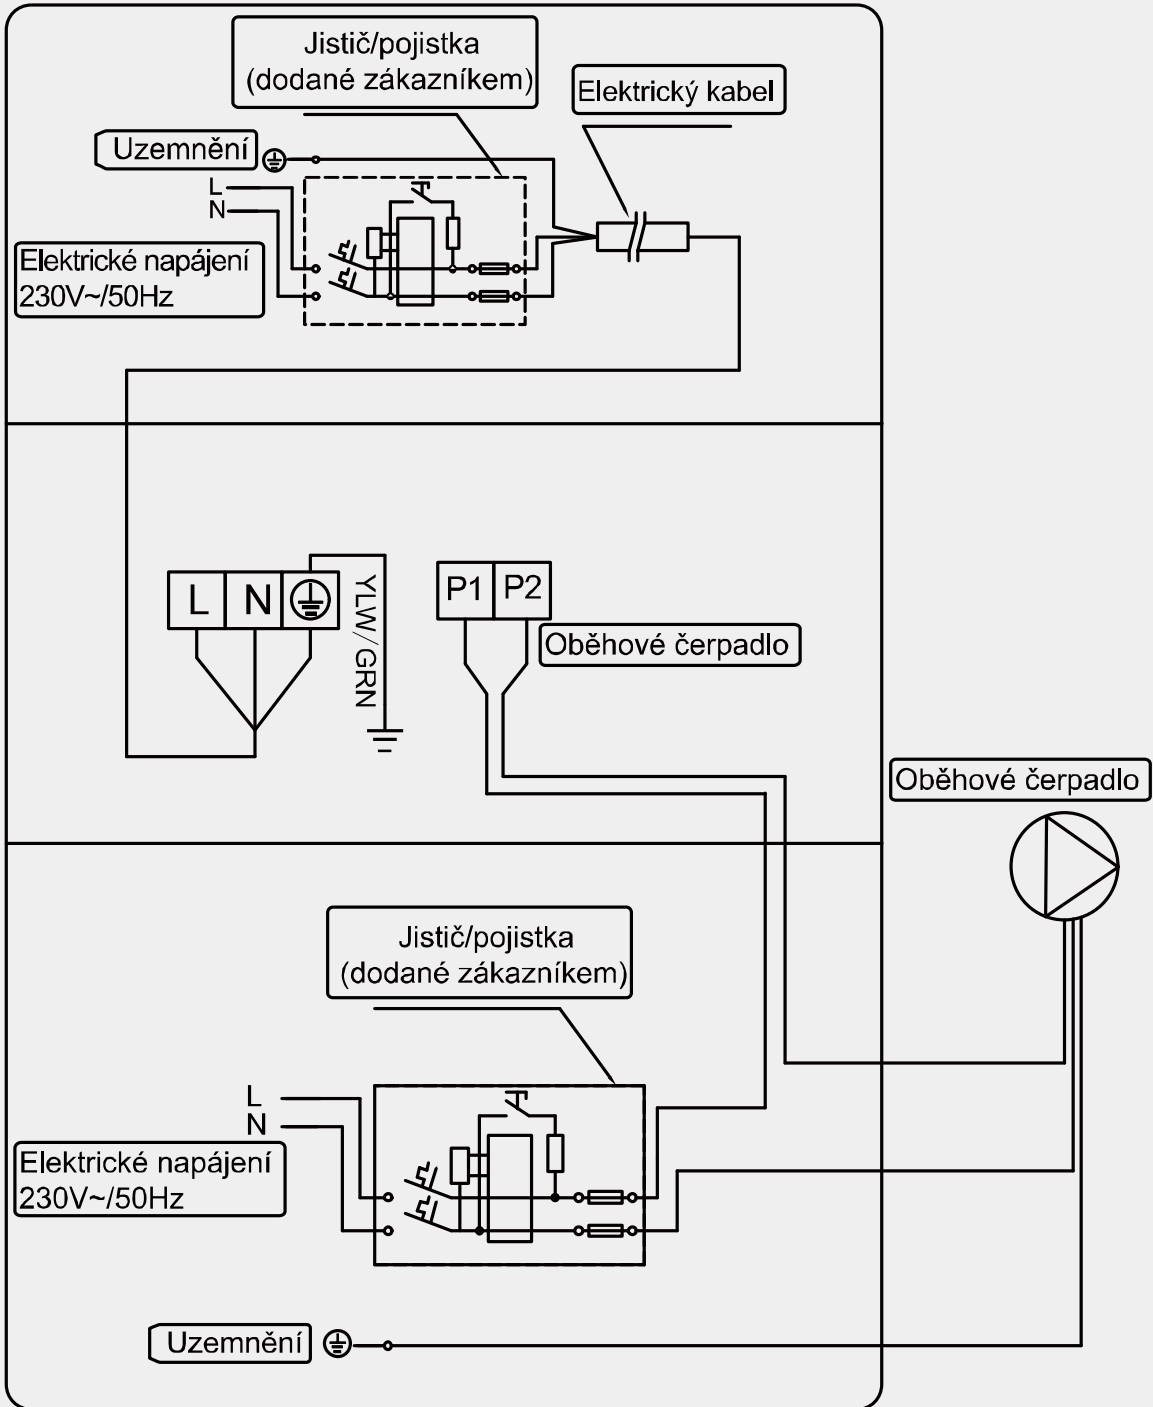 Jistič/pojistka
(dodané zákazníkem)
Elektrický kabel
Uzemnění
L
N
Elektrické napájení
230V~/50Hz
L N
YLW/GRN
P1 P2
Oběhové čerpadlo
Oběhové čerpadlo
Jistič/pojistka
(dodané zákazníkem)
L
N
Elektrické napájení
230V~/50Hz
Uzemnění